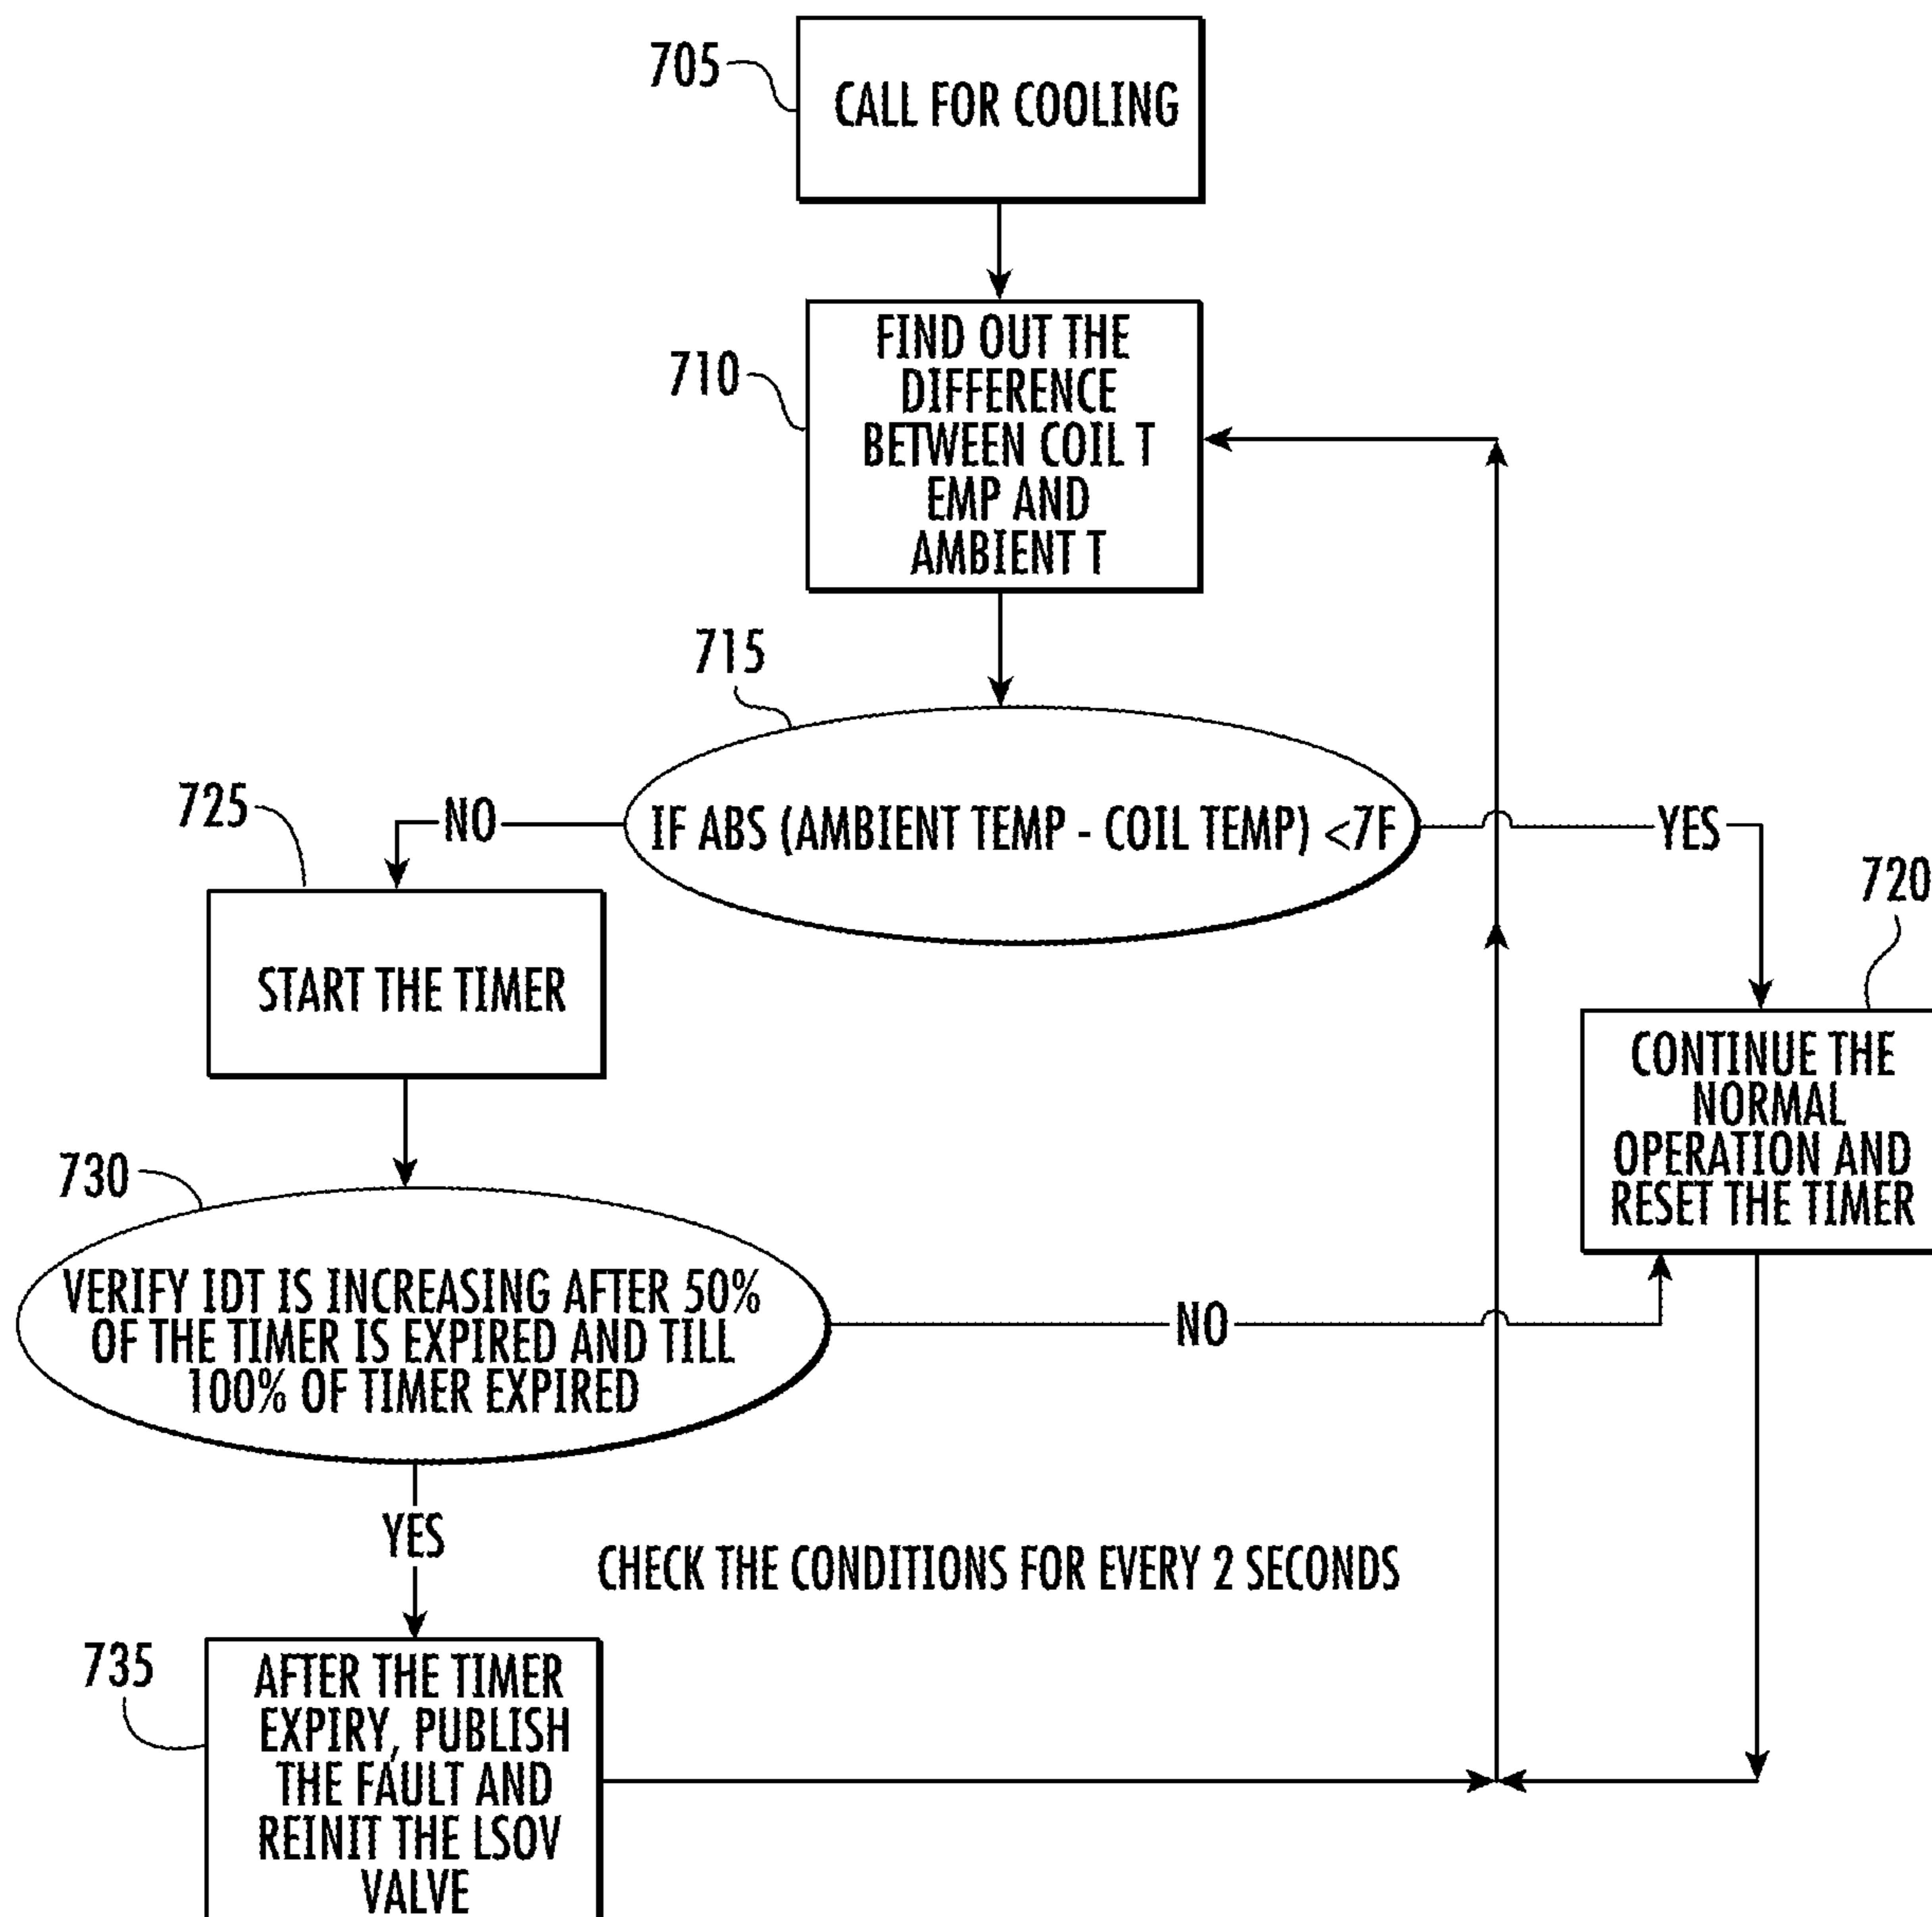 705
CALL FOR COOLING
710
FIND OUT THE
DIFFERENCE
BETWEEN COIL T
EMP AND
AMBIENT T
715
IF ABS (AMBIENT TEMP - COIL TEMP) <7F
NO
YES
725
START THE TIMER
720
CONTINUE THE
NORMAL
OPERATION AND
RESET THE TIMER
730
VERIFY IDT IS INCREASING AFTER 50%
OF THE TIMER IS EXPIRED AND TILL
100% OF TIMER EXPIRED
NO
YES
CHECK THE CONDITIONS FOR EVERY 2 SECONDS
735
AFTER THE TIMER
EXPIRY, PUBLISH
THE FAULT AND
REINIT THE LSOV
VALVE